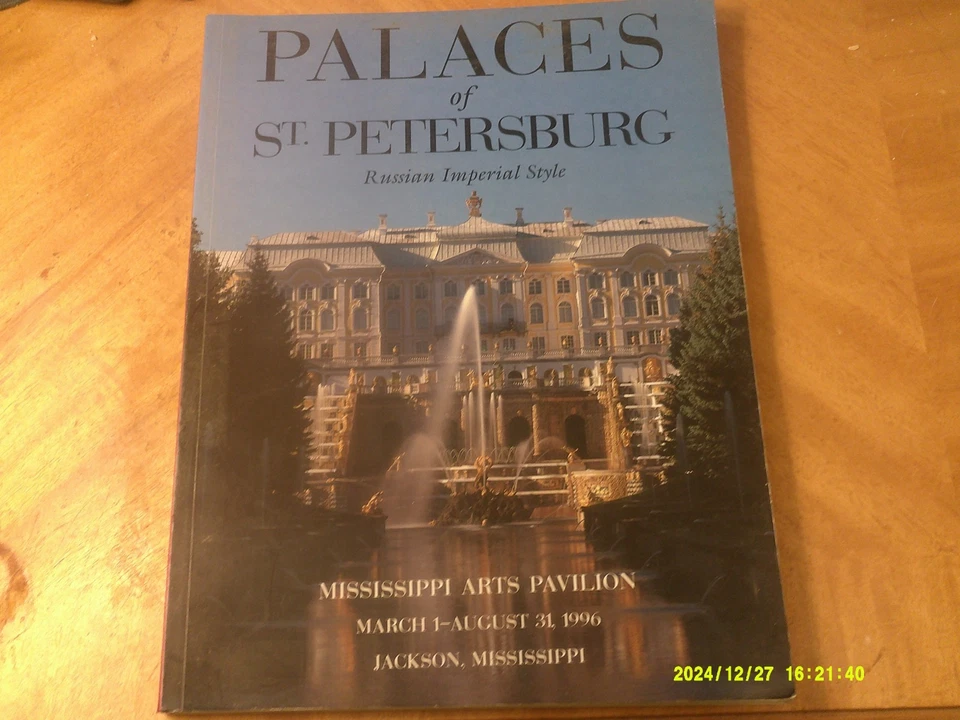 PALACES
of
ST. PETERSBURG
Russian Imperial Style
MISSISSIPPI ARTS PAVILION
MARCH 1–AUGUST 31, 1996
JACKSON, MISSISSIPPI
2024/12/27 16:21:40